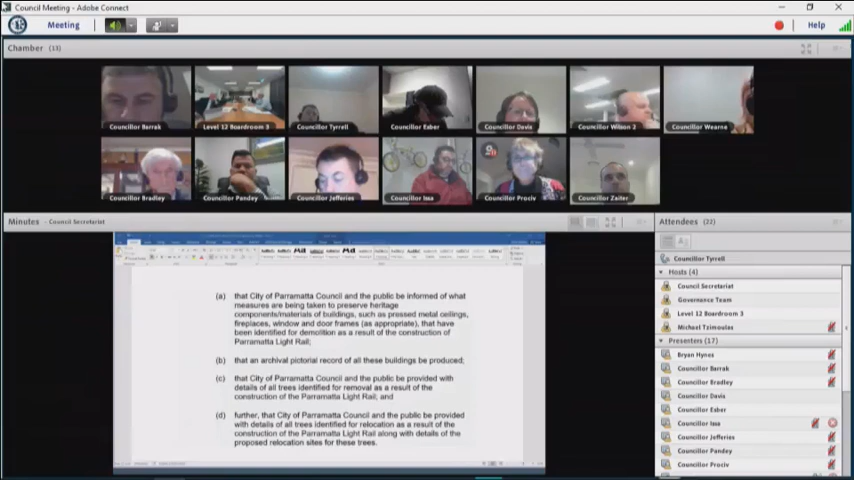 Council Meeting - Adobe Connect
Meeting
Help
Chamber (13)
Councillor Barrak
Level 12 Boardroom 3
Councillor Tyrrell
Councillor Esber
Councillor Davis
Councillor Wilson 2
Councillor Wearne
Councillor Bradley
Councillor Pandey
Councillor Jefferies
Councillor Issa
Councillor Prociv
Councillor Zaiter
Minutes - Council Secretariat
(a) that City of Parramatta Council and the public be informed of what
measures are being taken to preserve heritage
components/materials of buildings, such as pressed metal ceilings,
fireplaces, window and door frames (as appropriate), that have
been identified for demolition as a result of the construction of
Parramatta Light Rail;
(b) that an archival pictorial record of all these buildings be produced;
(c) that City of Parramatta Council and the public be provided with
details of all trees identified for removal as a result of the
construction of the Parramatta Light Rail; and
(d) further, that City of Parramatta Council and the public be provided
with details of all trees identified for relocation as a result of the
construction of the Parramatta Light Rail along with details of the
proposed relocation sites for these trees.
Attendees (22)
Councillor Tyrrell
Hosts (4)
Council Secretariat
Governance Team
Level 12 Boardroom 3
Michael Tzimoulas
Presenters (17)
Bryan Hynes
Councillor Barrak
Councillor Bradley
Councillor Davis
Councillor Esber
Councillor Issa
Councillor Jefferies
Councillor Pandey
Councillor Prociv